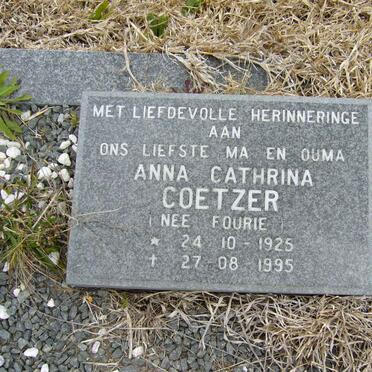 MET LIEFDEVOLLE HERINNERINGE
AAN
ONS LIEFSTE MA EN OUMA
ANNA CATHRINA
COETZER
( NEE FOURIE )
* 24-10-1925
† 27-08-1995